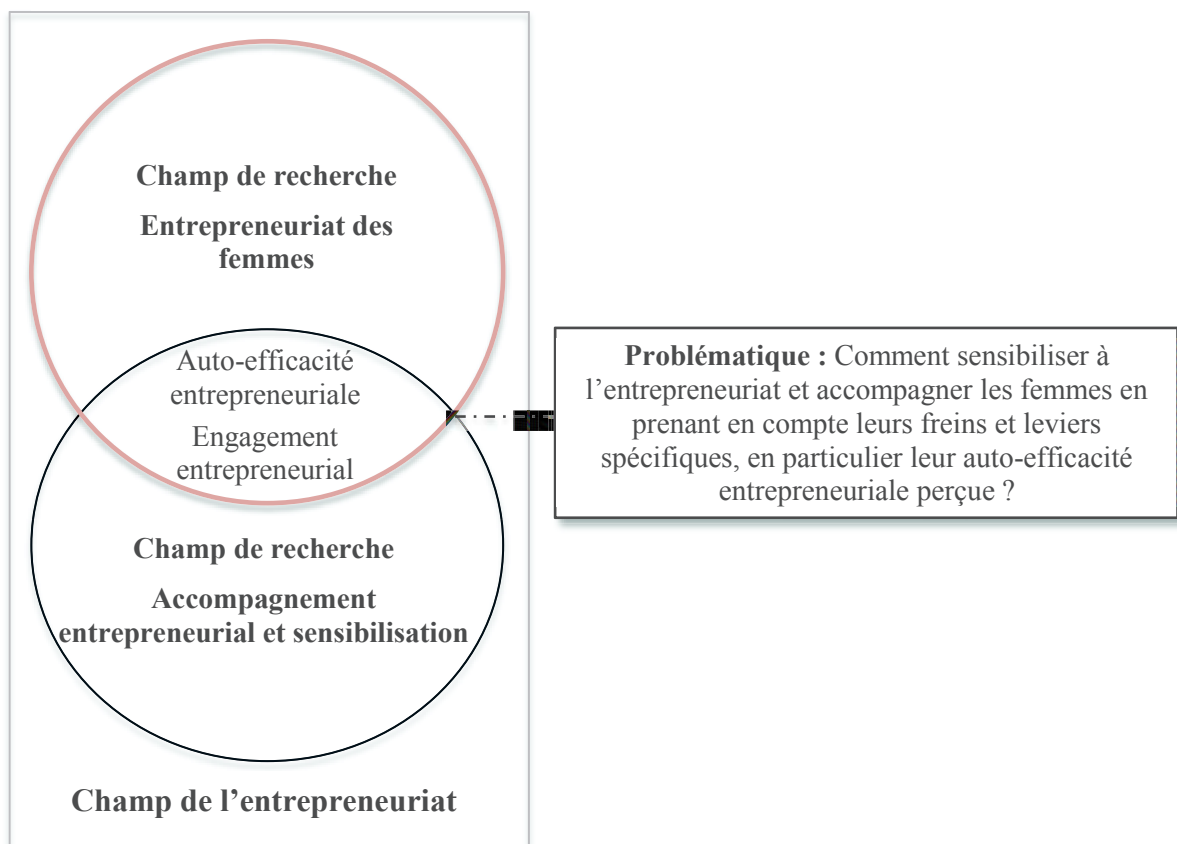 Champ de recherche
Entrepreneuriat des
femmes
Auto-efficacité
entrepreneuriale
Engagement
entrepreneurial
Champ de recherche
Accompagnement
entrepreneurial et sensibilisation
Champ de l’entrepreneuriat
Problématique : Comment sensibiliser à
l’entrepreneuriat et accompagner les femmes en
prenant en compte leurs freins et leviers
spécifiques, en particulier leur auto-efficacité
entrepreneuriale perçue ?